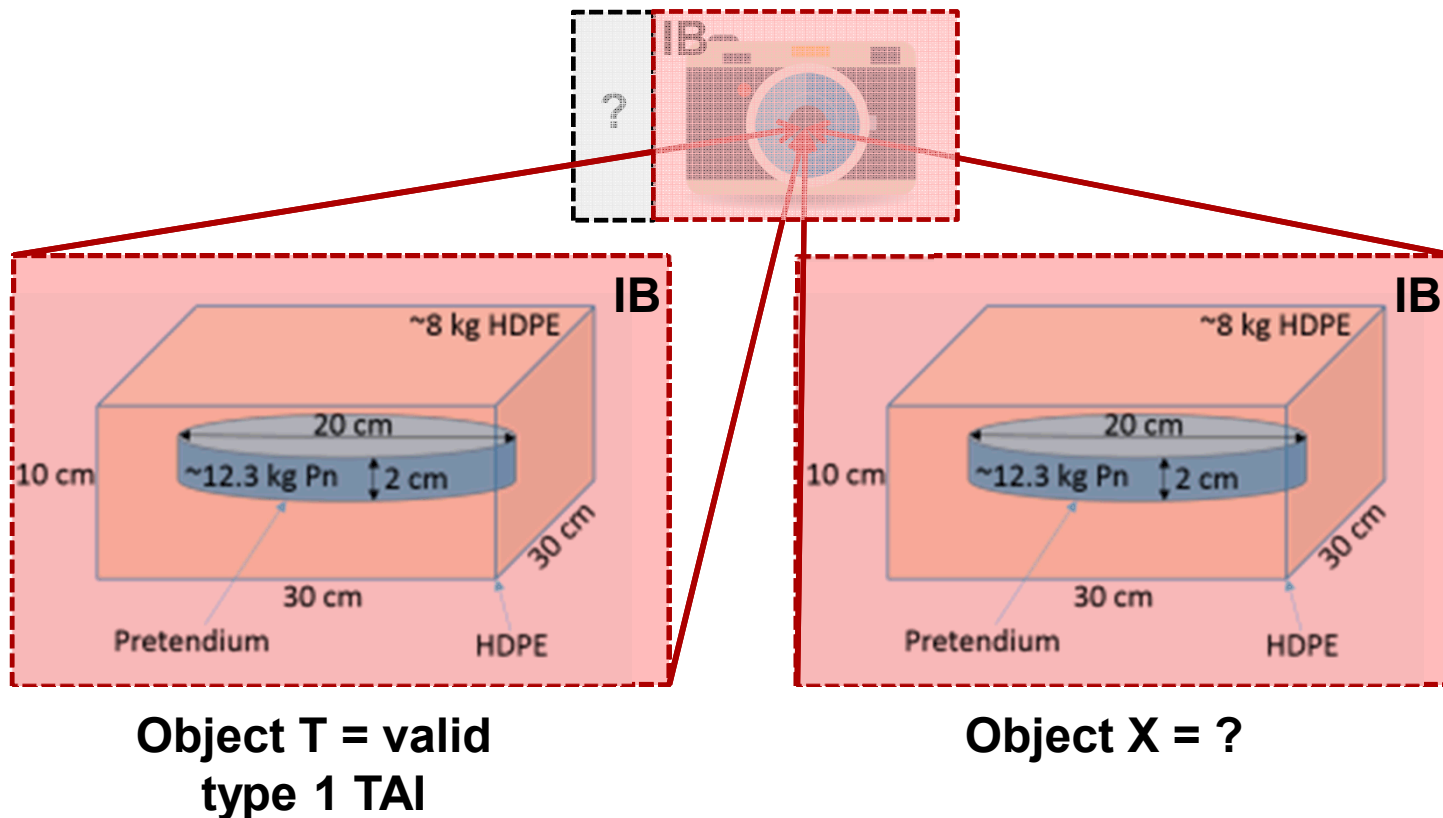 IB
?
IB
~8 kg HDPE
20 cm
10 cm
~12.3 kg Pn
2 cm
30 cm
30 cm
Pretendium
HDPE
IB
~8 kg HDPE
20 cm
10 cm
~12.3 kg Pn
2 cm
30 cm
30 cm
Pretendium
HDPE
Object T = valid
type 1 TAI
Object X = ?